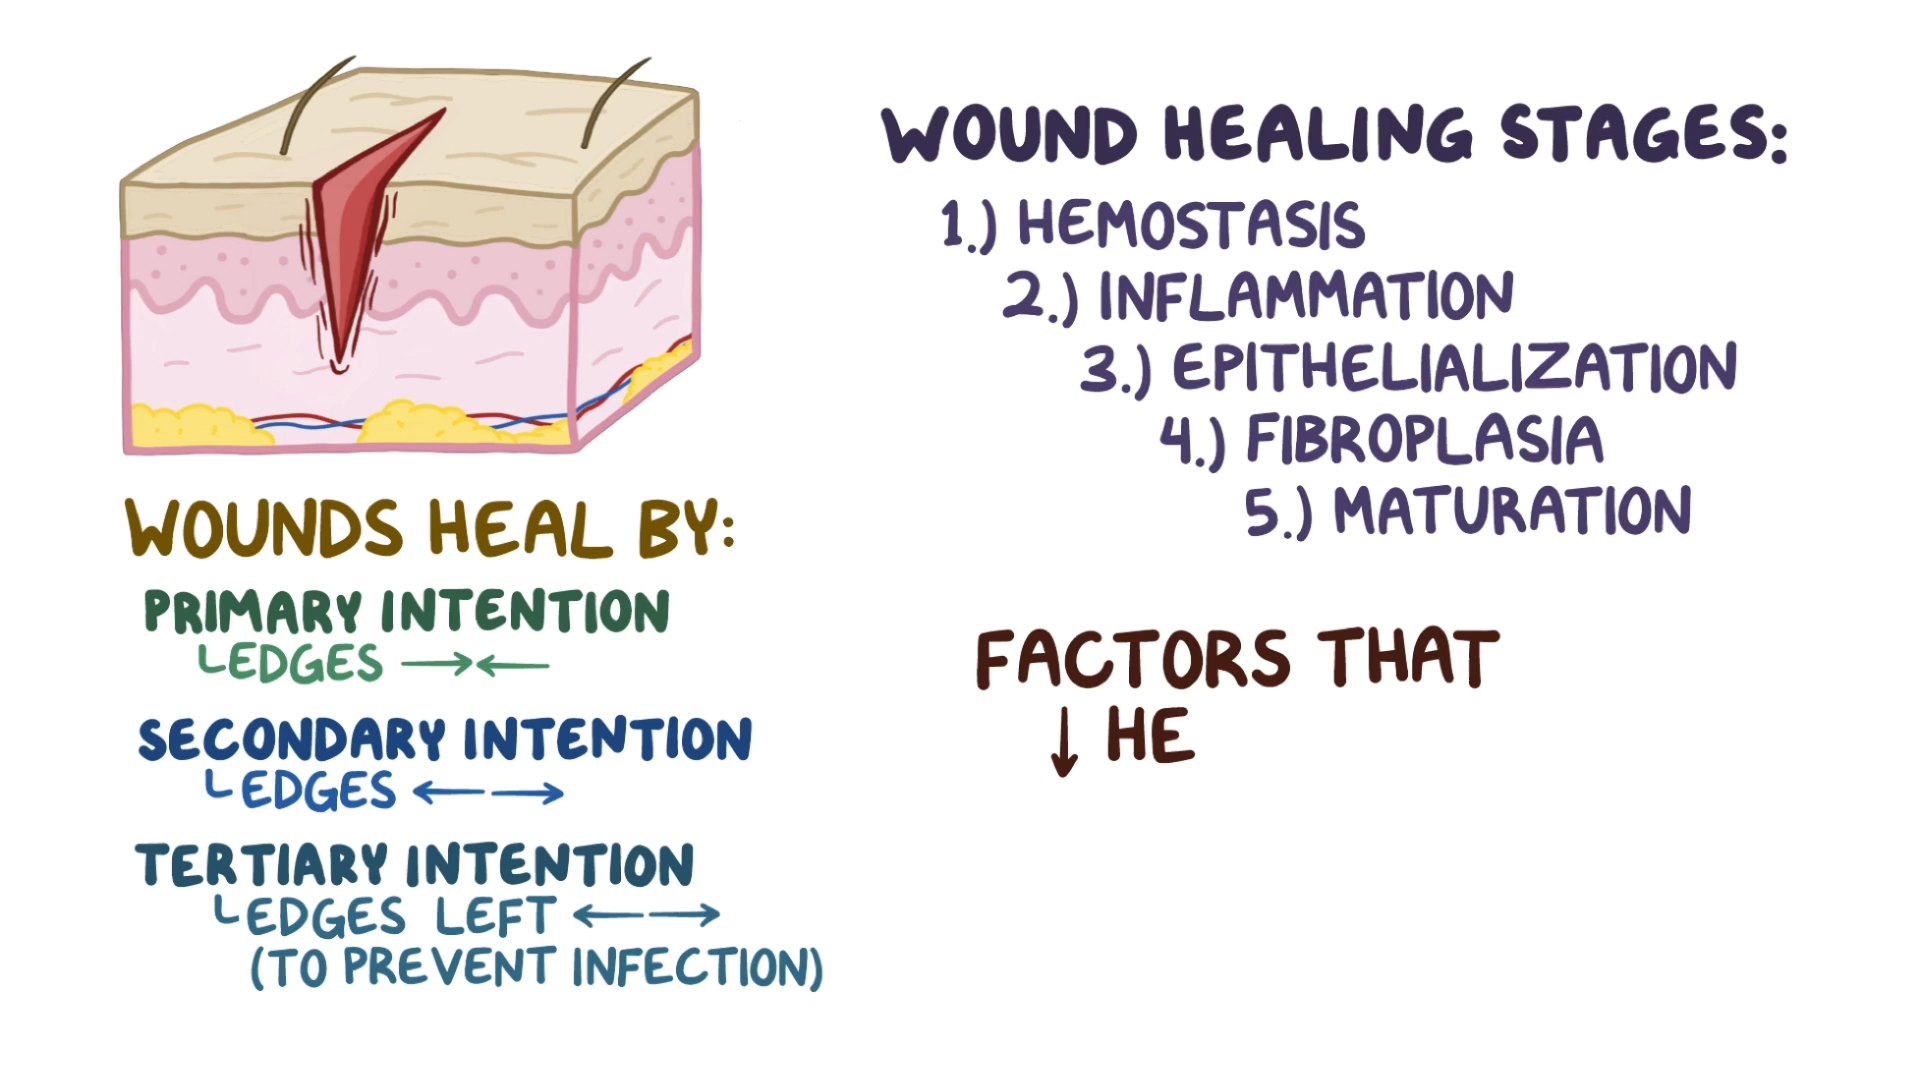 WOUNDS HEAL BY:
PRIMARY INTENTION
EDGES →←
SECONDARY INTENTION
EDGES ← →
TERTIARY INTENTION
EDGES LEFT ← →
(TO PREVENT INFECTION)
WOUND HEALING STAGES:
1.) HEMOSTASIS
2.) INFLAMMATION
3.) EPITHELIALIZATION
4.) FIBROPLASIA
5.) MATURATION
FACTORS THAT
↓ HE